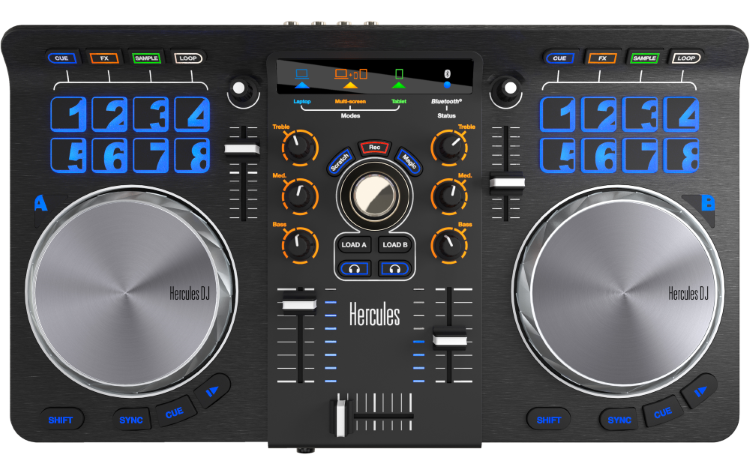 CUE FX SAMPLE LOOP
Laptop Multi-screen Tablet Bluetooth®
Modes Status
CUE FX SAMPLE LOOP
1 2 3 4
5 6 7 8
1 2 3 4
5 6 7 8
Treble Treble
Scratch Rec Magic
Med. Med.
Bass Bass
LOAD A LOAD B
A
B
Hercules DJ
Hercules DJ
Hercules
SHIFT SYNC CUE
SHIFT SYNC CUE